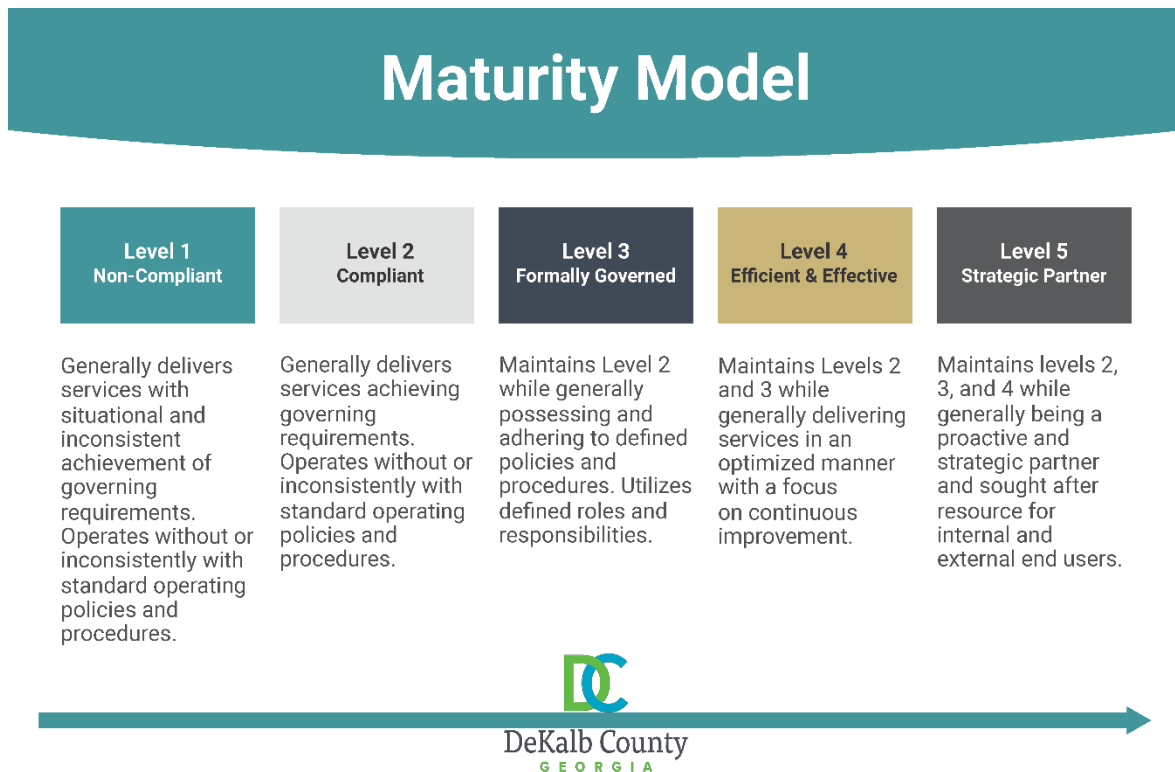 Maturity Model
Level 1
Non-Compliant
Generally delivers
services with
situational and
inconsistent
achievement of
governing
requirements.
Operates without or
inconsistently with
standard operating
policies and
procedures.
Level 2
Compliant
Generally delivers
services achieving
governing
requirements.
Operates without or
inconsistently with
standard operating
policies and
procedures.
Level 3
Formally Governed
Maintains Level 2
while generally
possessing and
adhering to defined
policies and
procedures. Utilizes
defined roles and
responsibilities.
Level 4
Efficient & Effective
Maintains Levels 2
and 3 while
generally delivering
services in an
optimized manner
with a focus
on continuous
improvement.
Level 5
Strategic Partner
Maintains levels 2,
3, and 4 while
generally being a
proactive and
strategic partner
and sought after
resource for
internal and
external end users.
DC
DeKalb County
GEORGIA